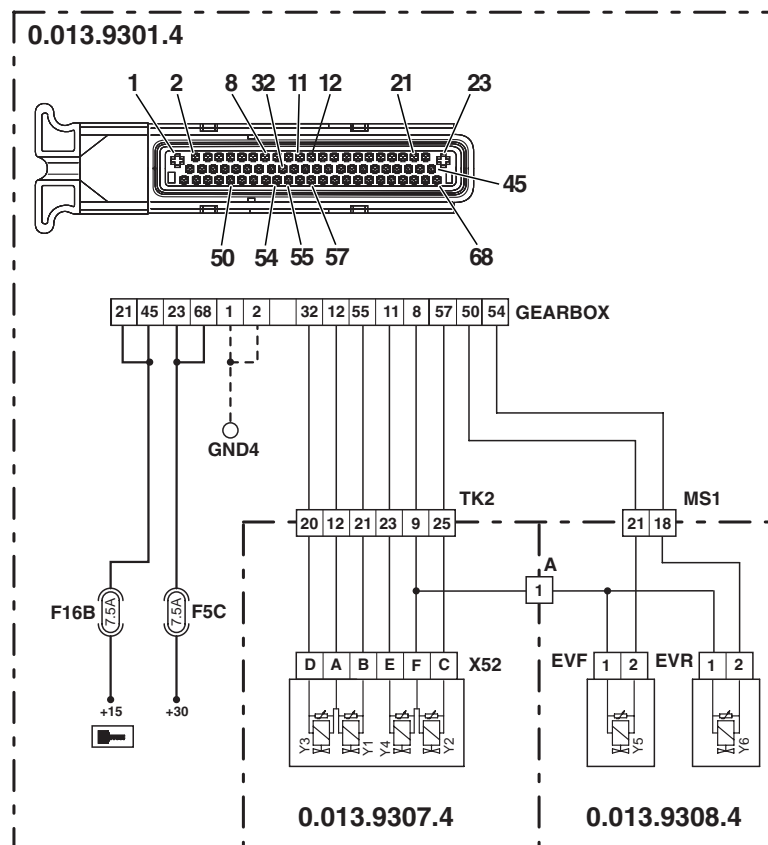 0.013.9301.4
1 2 8 32 11 12 21 23
45
50 54 55 57 68
21 45 23 68 1 2 32 12 55 11 8 57 50 54 GEARBOX
GND4
TK2 MS1
20 12 21 23 9 25 21 18
A
1
F16B 7.5A 7.5A F5C
D A B E F C X52 EVF 1 2 EVR 1 2
+15 +30
Y3 Y1 Y4 Y2 Y5 Y6
0.013.9307.4 0.013.9308.4